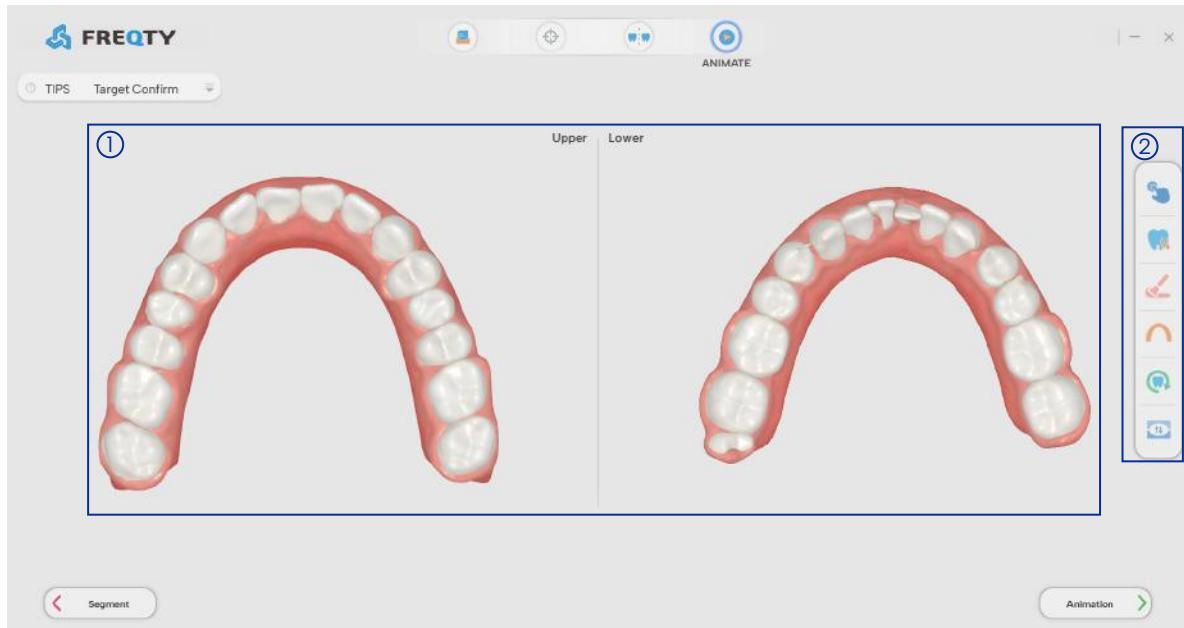 FREQTY
ANIMATE
TIPS Target Confirm
① Upper Lower ②
Segment
Animation